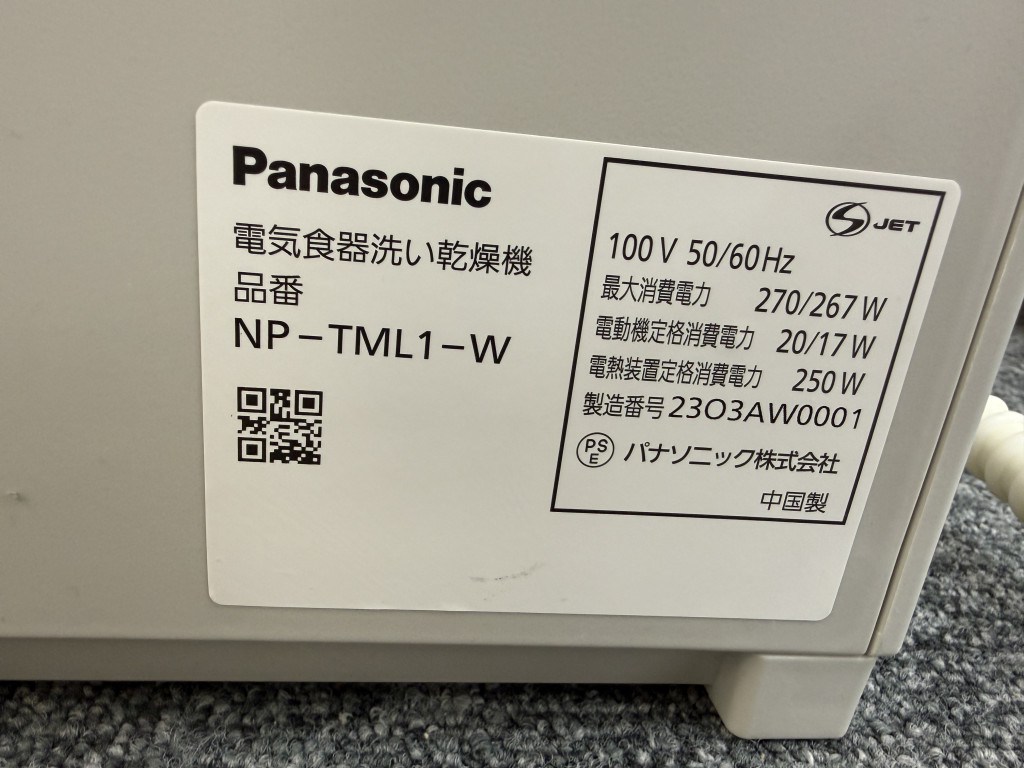 Panasonic
電気食器洗い乾燥機
品番
NP-TML1-W
JET
100V 50/60Hz
最大消費電力 270/267W
電動機定格消費電力 20/17W
電熱装置定格消費電力 250W
製造番号 2303AW0001
PSE パナソニック株式会社
中国製